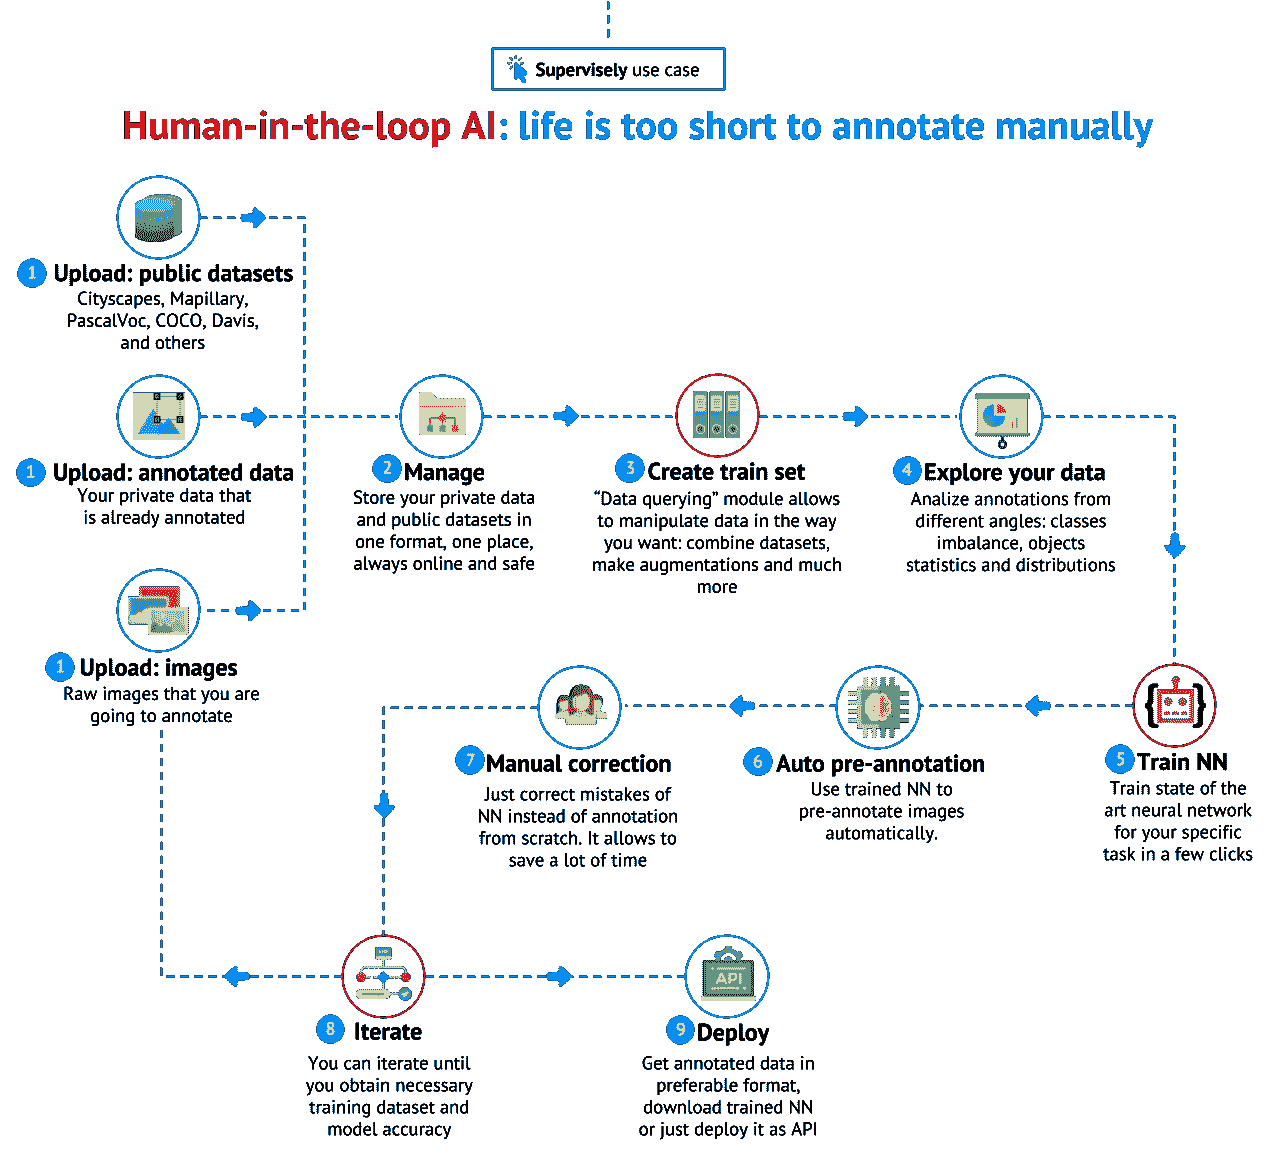 Supervisely use case
Human-in-the-loop AI: life is too short to annotate manually
1 Upload: public datasets
Cityscapes, Mapillary,
PascalVoc, COCO, Davis,
and others
1 Upload: annotated data
Your private data that
is already annotated
1 Upload: images
Raw images that you are
going to annotate
2 Manage
Store your private data
and public datasets in
one format, one place,
always online and safe
3 Create train set
“Data querying” module allows
to manipulate data in the way
you want: combine datasets,
make augmentations and much
more
4 Explore your data
Analize annotations from
different angles: classes
imbalance, objects
statistics and distributions
5 Train NN
Train state of the
art neural network
for your specific
task in a few clicks
6 Auto pre-annotation
Use trained NN to
pre-annotate images
automatically.
7 Manual correction
Just correct mistakes of
NN instead of annotation
from scratch. It allows to
save a lot of time
8 Iterate
You can iterate until
you obtain necessary
training dataset and
model accuracy
API
9 Deploy
Get annotated data in
preferable format,
download trained NN
or just deploy it as API